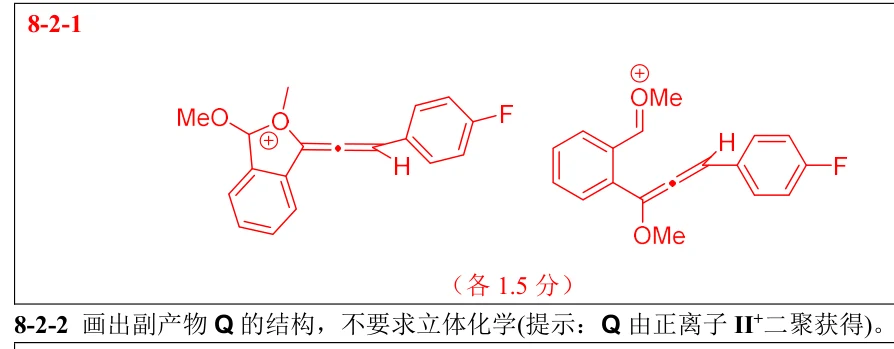 8-2-1
MeO O ⊕ H F
⊕ OMe H F OMe
（各 1.5 分）
8-2-2 画出副产物 Q 的结构，不要求立体化学(提示：Q 由正离子 II⁺二聚获得)。